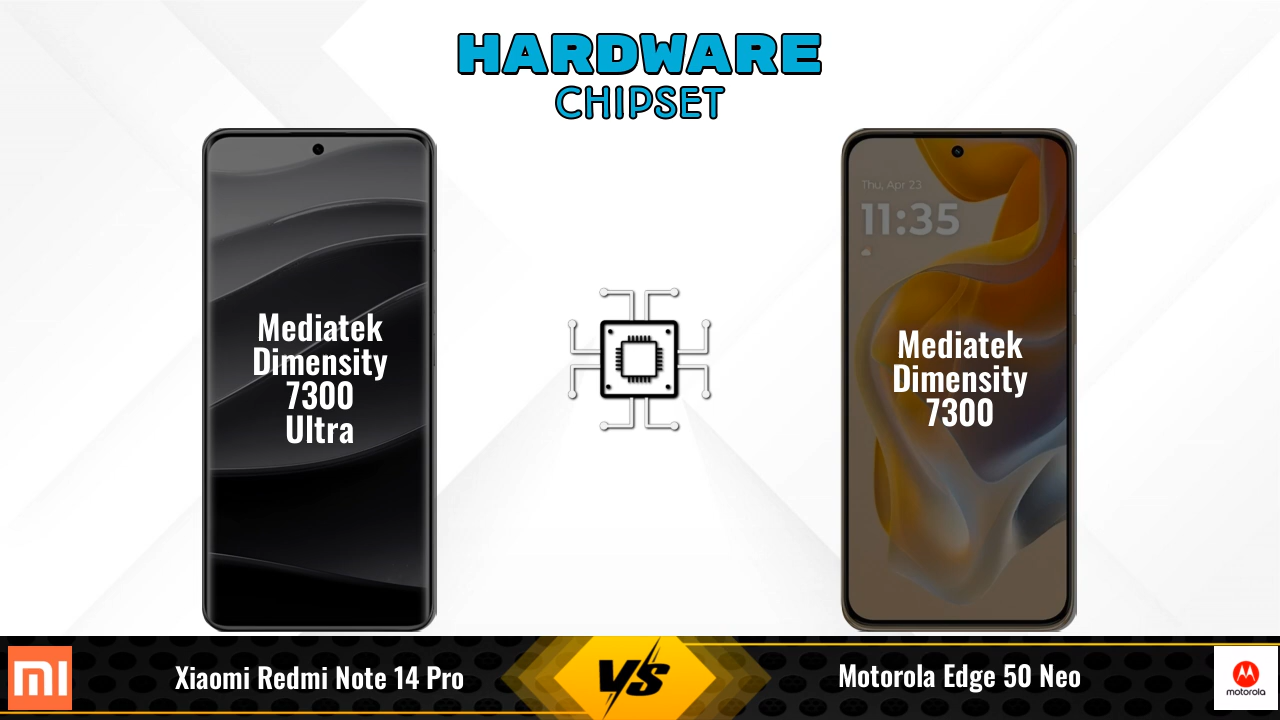 HARDWARE
CHIPSET
Thu, Apr 23
11:35
Mediatek
Dimensity
7300
Ultra
Mediatek
Dimensity
7300
MI
Xiaomi Redmi Note 14 Pro
VS
Motorola Edge 50 Neo
motorola